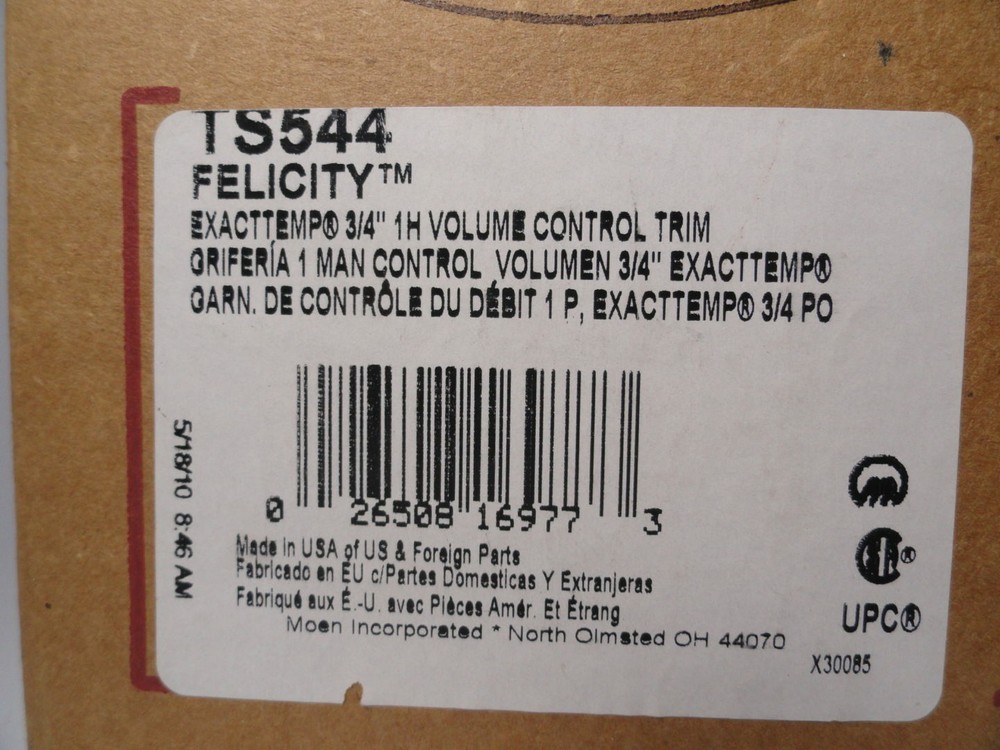 TS544
FELICITY™
EXACTTEMP® 3/4" 1H VOLUME CONTROL TRIM
GRIFERÍA 1 MAN CONTROL VOLUMEN 3/4" EXACTTEMP®
GARN. DE CONTRÔLE DU DÉBIT 1 P, EXACTTEMP® 3/4 PO
5/18/10 8:46 AM
0 26508 16977 3
Made in USA of US & Foreign Parts
Fabricado en EU c/Partes Domesticas Y Extranjeras
Fabriqué aux É.-U. avec Pièces Amér. Et Étrang
Moen Incorporated * North Olmsted OH 44070
®
UPC®
X30085